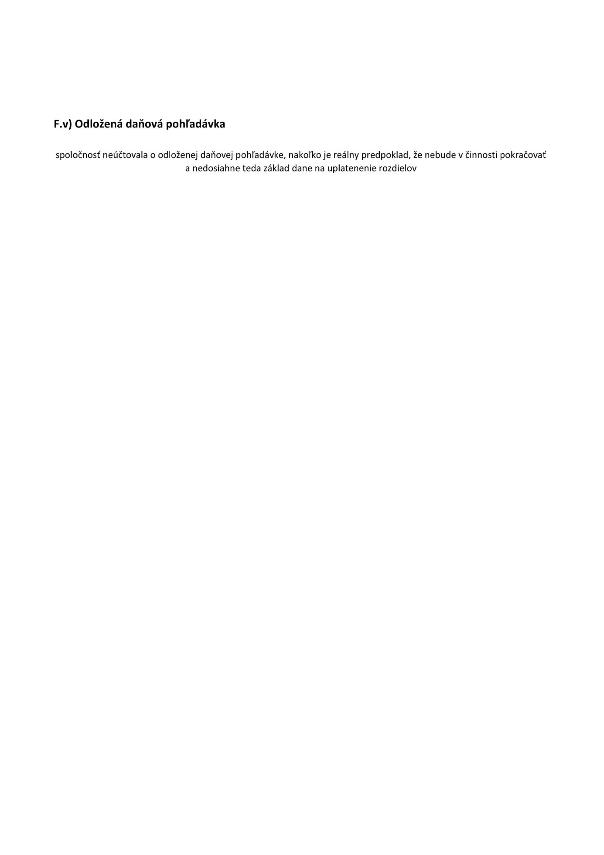 F.v) Odložená daňová pohľadávka
spoločnosť neúčtovala o odloženej daňovej pohľadávke, nakoľko je reálny predpoklad, že nebude v činnosti pokračovať
a nedosiahne teda základ dane na uplatenenie rozdielov